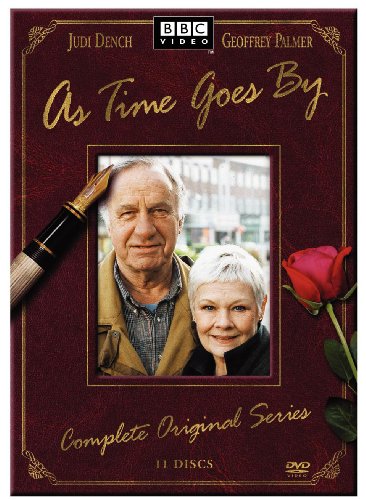 JUDI DENCH
BBC
VIDEO
GEOFFREY PALMER
As Time Goes By
Complete Original Series
11 DISCS
DVD
VIDEO